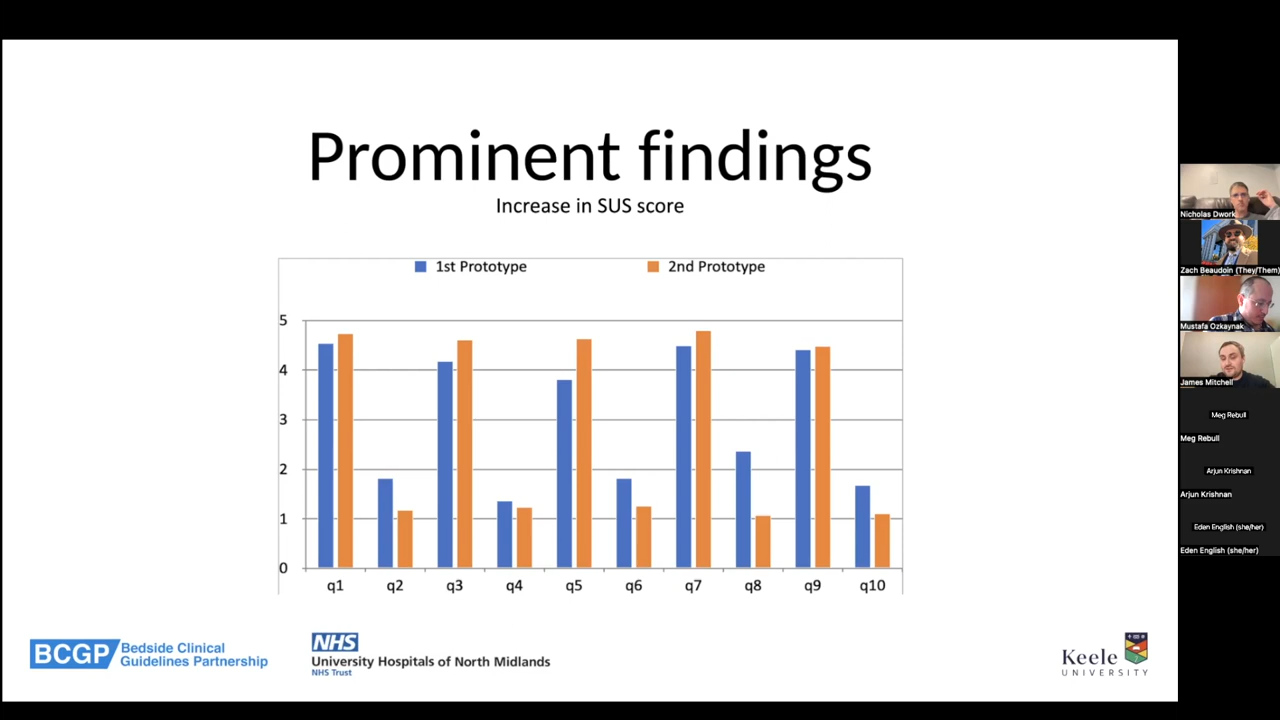 Prominent findings
Increase in SUS score
1st Prototype 2nd Prototype
5
4
3
2
1
0
q1 q2 q3 q4 q5 q6 q7 q8 q9 q10
BCGP Bedside Clinical
Guidelines Partnership
NHS
University Hospitals of North Midlands
NHS Trust
Keele
UNIVERSITY
Nicholas Dwork
Zach Beaudoin (They/Them)
Mustafa Ozkaynak
James Mitchell
Meg Rebull
Meg Rebull
Arjun Krishnan
Arjun Krishnan
Eden English (she/her)
Eden English (she/her)